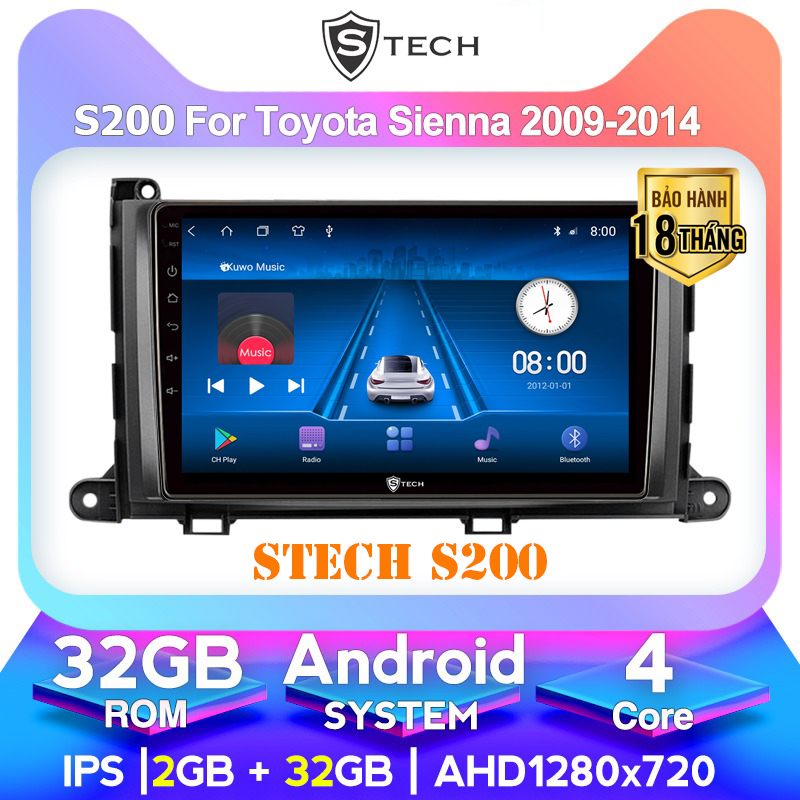 S TECH
S200 For Toyota Sienna 2009-2014
BẢO HÀNH
18 THÁNG
MIC
RST
8:00
Kuwo Music
Music
08:00
2012-01-01
CH Play
Radio
Music
Bluetooth
S TECH
STECH S200
32GB
ROM
Android
SYSTEM
4
Core
IPS |2GB + 32GB | AHD1280x720